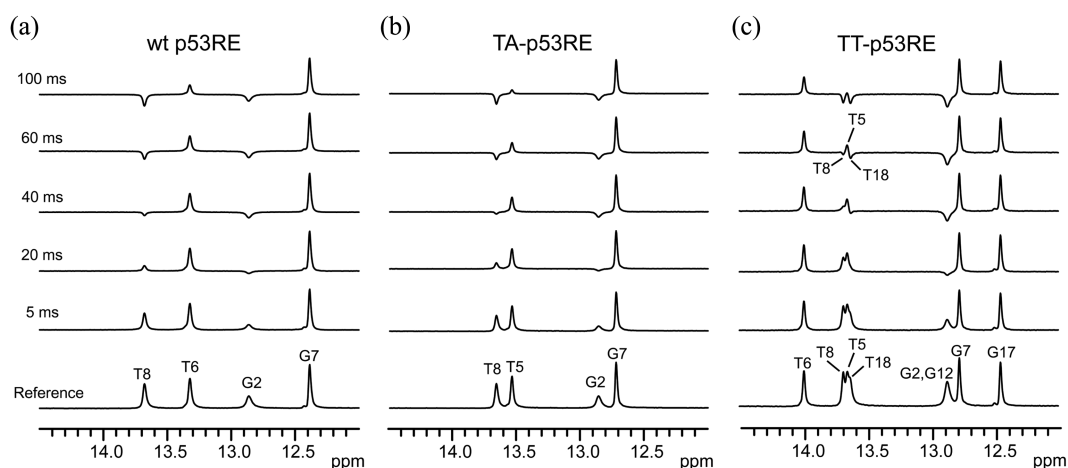 (a)
wt p53RE
100 ms
60 ms
40 ms
20 ms
5 ms
Reference
T8
T6
G2
G7
14.0 13.5 13.0 12.5 ppm
(b)
TA-p53RE
T8
T5
G2
G7
14.0 13.5 13.0 12.5 ppm
(c)
TT-p53RE
T5
T8
T18
T6
T8
T5
T18
G2,G12
G7
G17
14.0 13.5 13.0 12.5 ppm